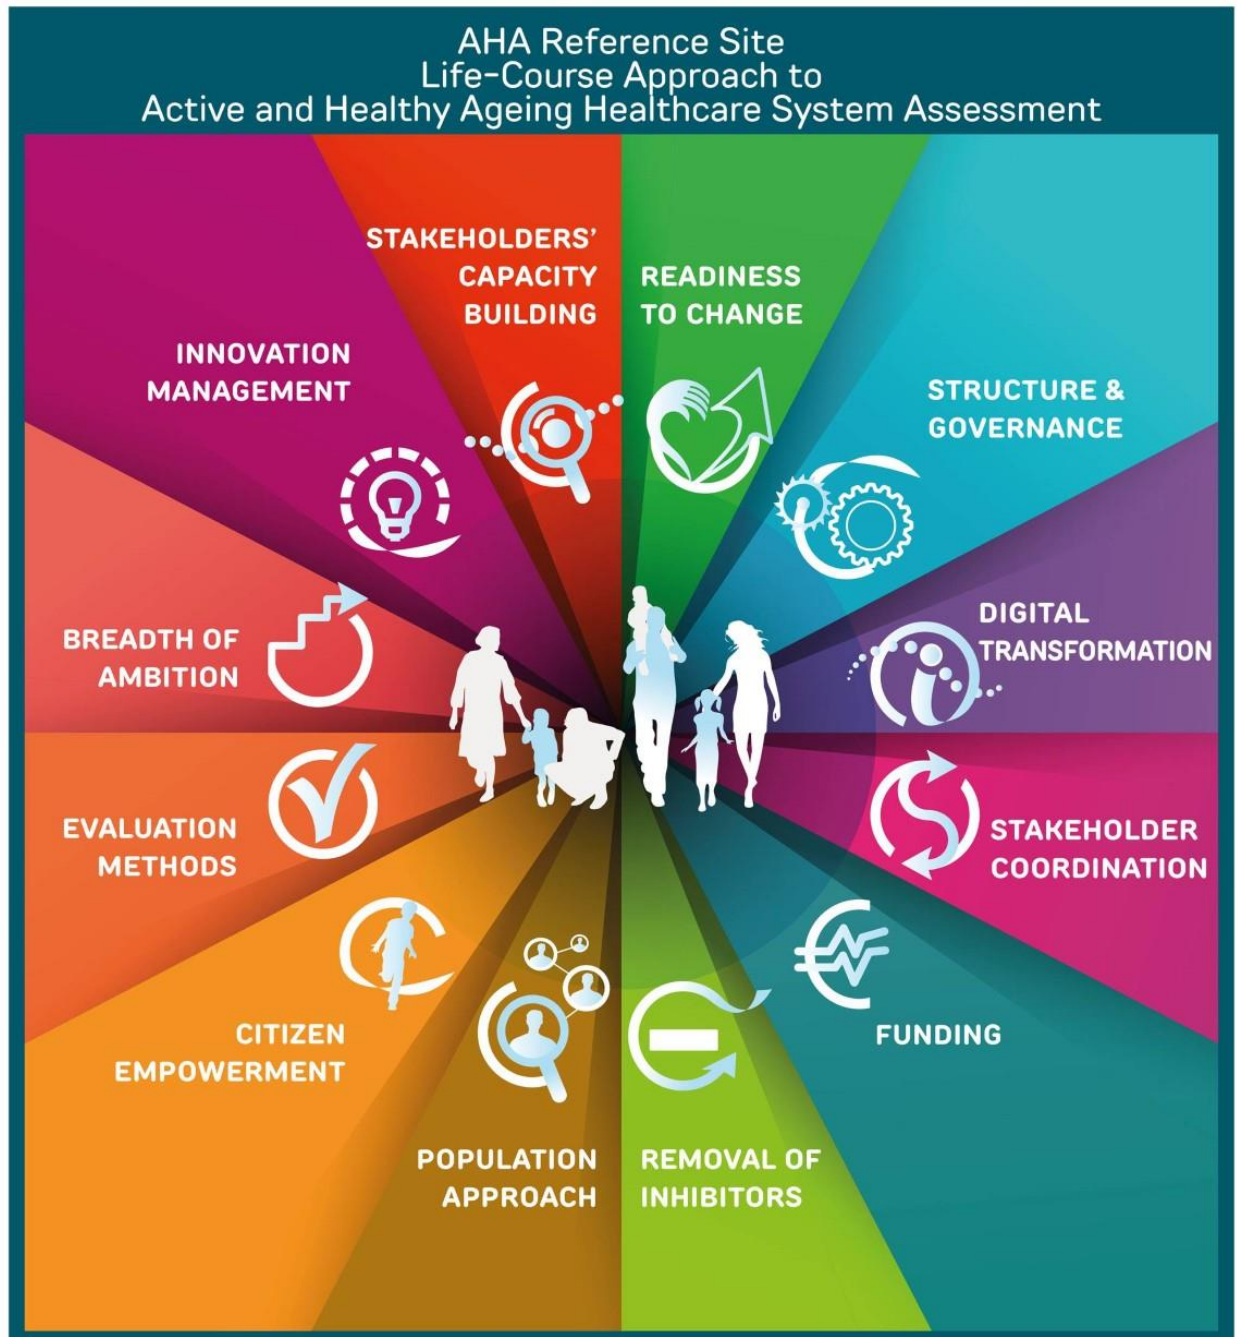 AHA Reference Site
Life-Course Approach to
Active and Healthy Ageing Healthcare System Assessment
STAKEHOLDERS'
CAPACITY
BUILDING
READINESS
TO CHANGE
INNOVATION
MANAGEMENT
STRUCTURE &
GOVERNANCE
DIGITAL
TRANSFORMATION
BREADTH OF
AMBITION
EVALUATION
METHODS
STAKEHOLDER
COORDINATION
CITIZEN
EMPOWERMENT
FUNDING
POPULATION
APPROACH
REMOVAL OF
INHIBITORS